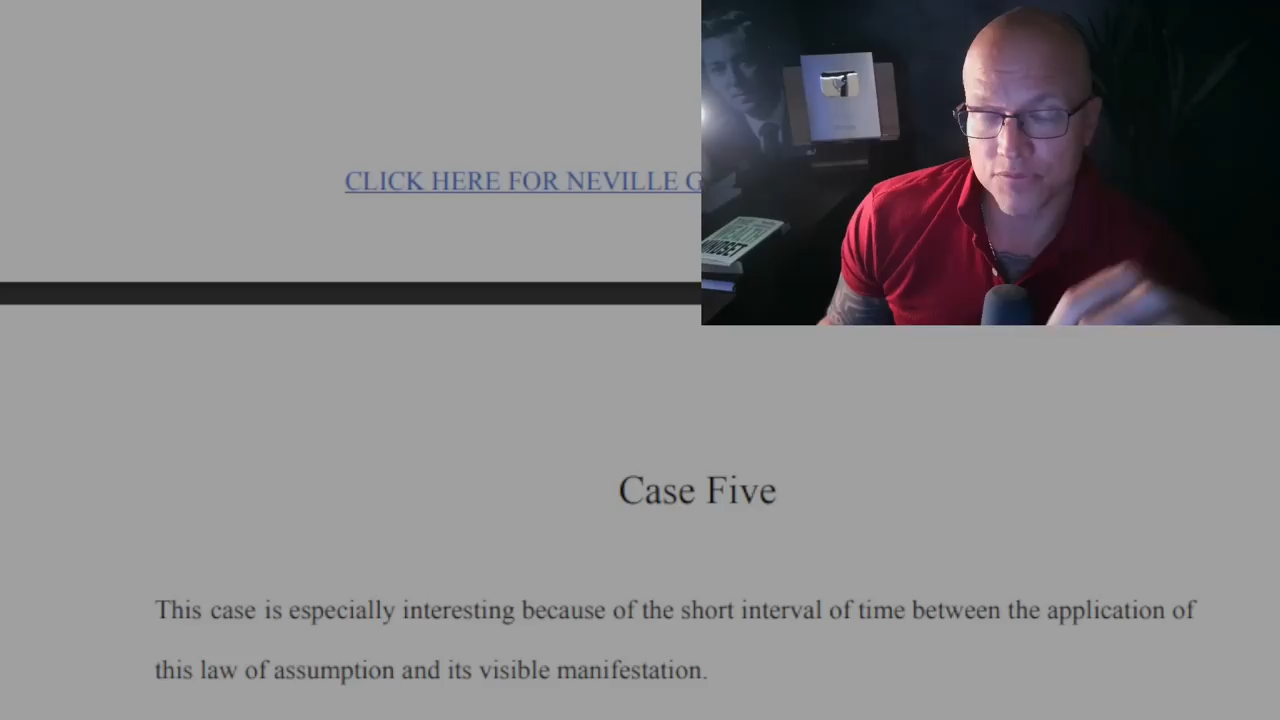 CLICK HERE FOR NEVILLE G
MINDSET
Case Five
This case is especially interesting because of the short interval of time between the application of
this law of assumption and its visible manifestation.